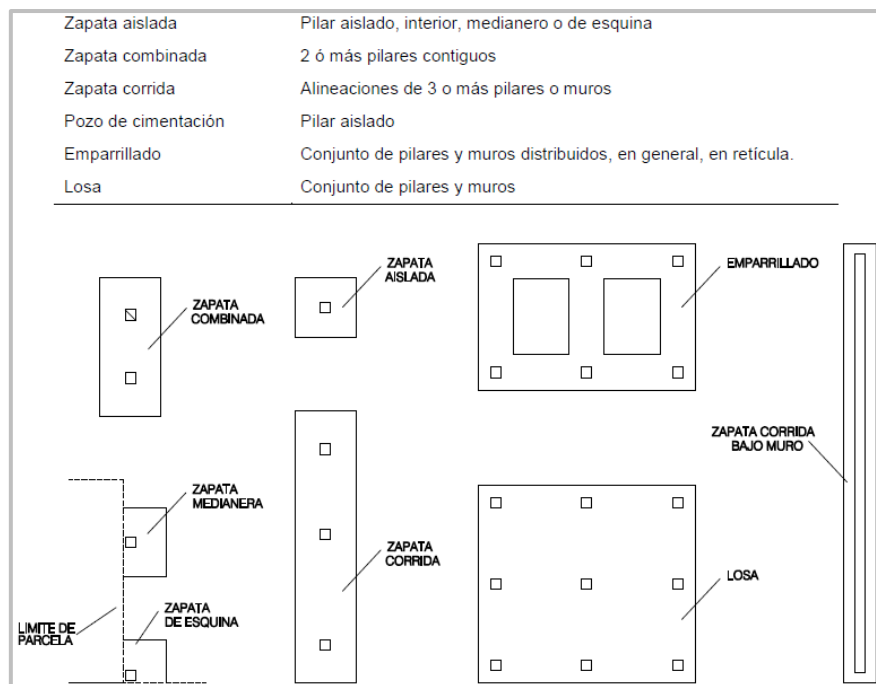 Zapata aislada Pilar aislado, interior, medianero o de esquina
Zapata combinada 2 ó más pilares contiguos
Zapata corrida Alineaciones de 3 o más pilares o muros
Pozo de cimentación Pilar aislado
Emparrillado Conjunto de pilares y muros distribuidos, en general, en retícula.
Losa Conjunto de pilares y muros
ZAPATA
COMBINADA
ZAPATA
AISLADA
EMPARRILLADO
ZAPATA CORRIDA
BAJO MURO
ZAPATA
MEDIANERA
ZAPATA
CORRIDA
LOSA
ZAPATA
DE ESQUINA
LIMITE DE
PARCELA